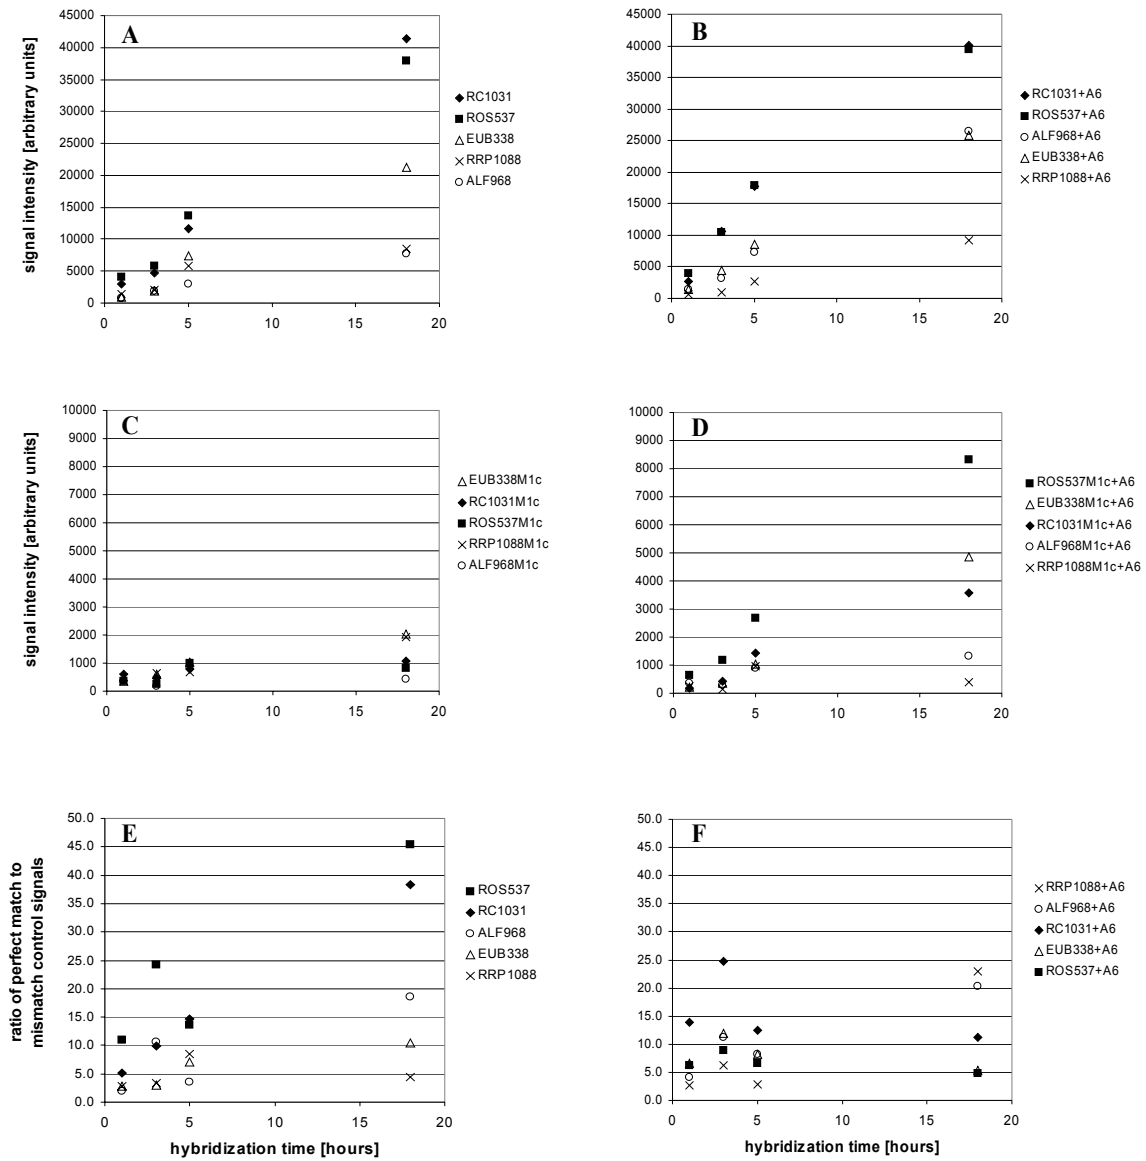 A
signal intensity [arbitrary units]
45000
40000
35000
30000
25000
20000
15000
10000
5000
0
0 5 10 15 20
RC1031
ROS537
EUB338
RRP1088
ALF968
B
45000
40000
35000
30000
25000
20000
15000
10000
5000
0
0 5 10 15 20
RC1031+A6
ROS537+A6
ALF968+A6
EUB338+A6
RRP1088+A6
C
signal intensity [arbitrary units]
10000
9000
8000
7000
6000
5000
4000
3000
2000
1000
0
0 5 10 15 20
EUB338M1c
RC1031M1c
ROS537M1c
RRP1088M1c
ALF968M1c
D
10000
9000
8000
7000
6000
5000
4000
3000
2000
1000
0
0 5 10 15 20
ROS537M1c+A6
EUB338M1c+A6
RC1031M1c+A6
ALF968M1c+A6
RRP1088M1c+A6
E
ratio of perfect match to
mismatch control signals
50.0
45.0
40.0
35.0
30.0
25.0
20.0
15.0
10.0
5.0
0.0
0 5 10 15 20
hybridization time [hours]
ROS537
RC1031
ALF968
EUB338
RRP1088
F
50.0
45.0
40.0
35.0
30.0
25.0
20.0
15.0
10.0
5.0
0.0
0 5 10 15 20
hybridization time [hours]
RRP1088+A6
ALF968+A6
RC1031+A6
EUB338+A6
ROS537+A6